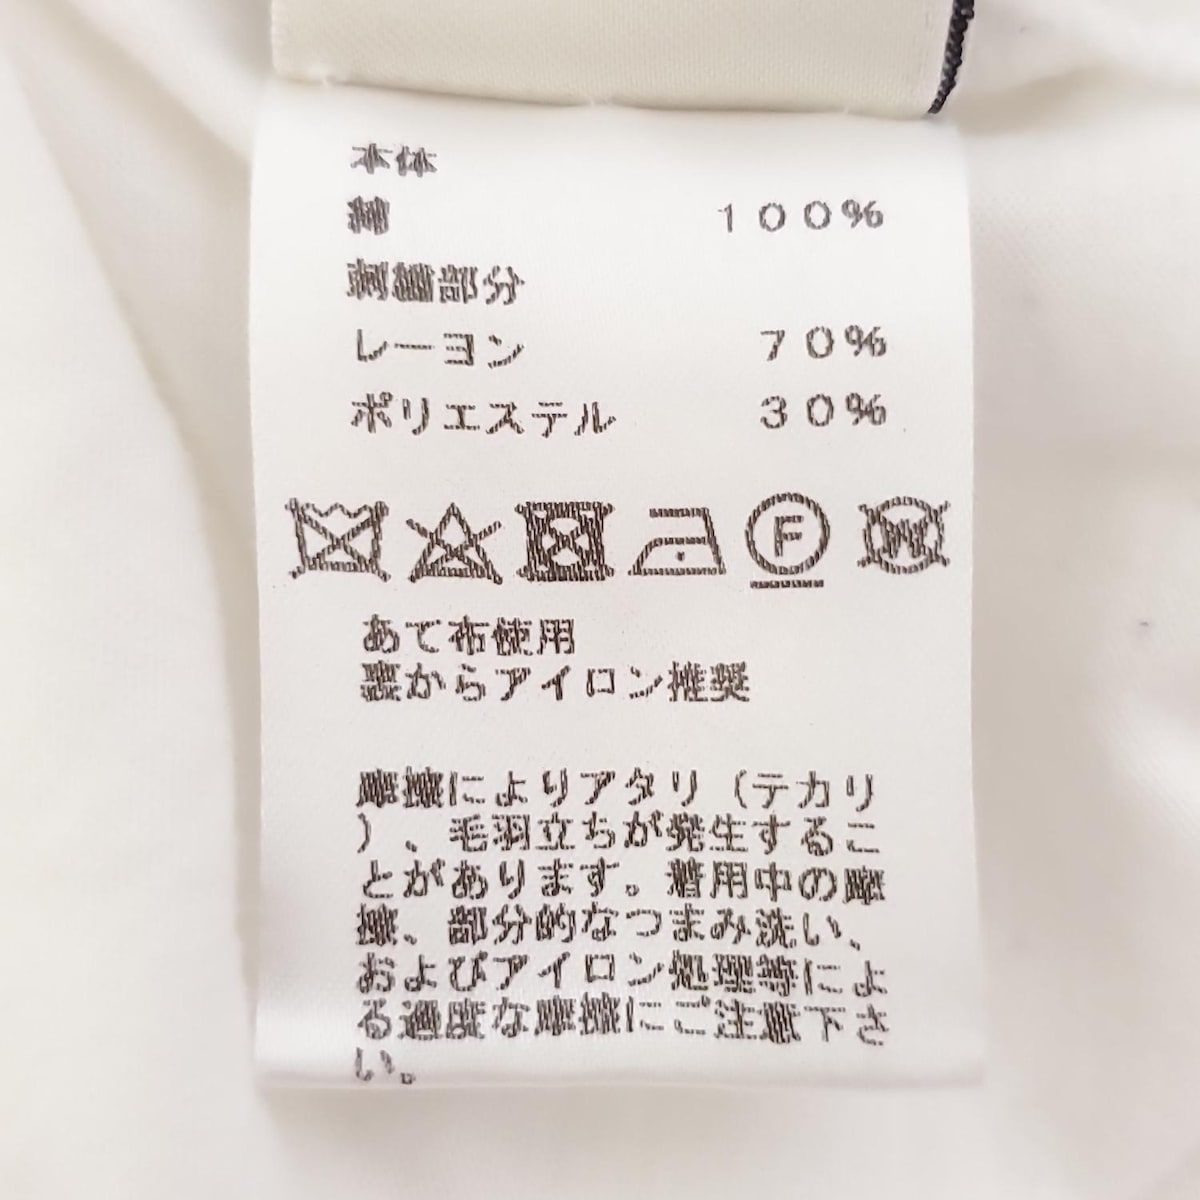 本体
綿 100%
刺繍部分
レーヨン 70%
ポリエステル 30%
F W
あて布使用
裏からアイロン推奨
摩擦によりアタリ(テカリ
)、毛羽立ちが発生するこ
とがあります。着用中の摩
擦、部分的なつまみ洗い、
およびアイロン処理等によ
る過度な摩擦にご注意下さ
い。